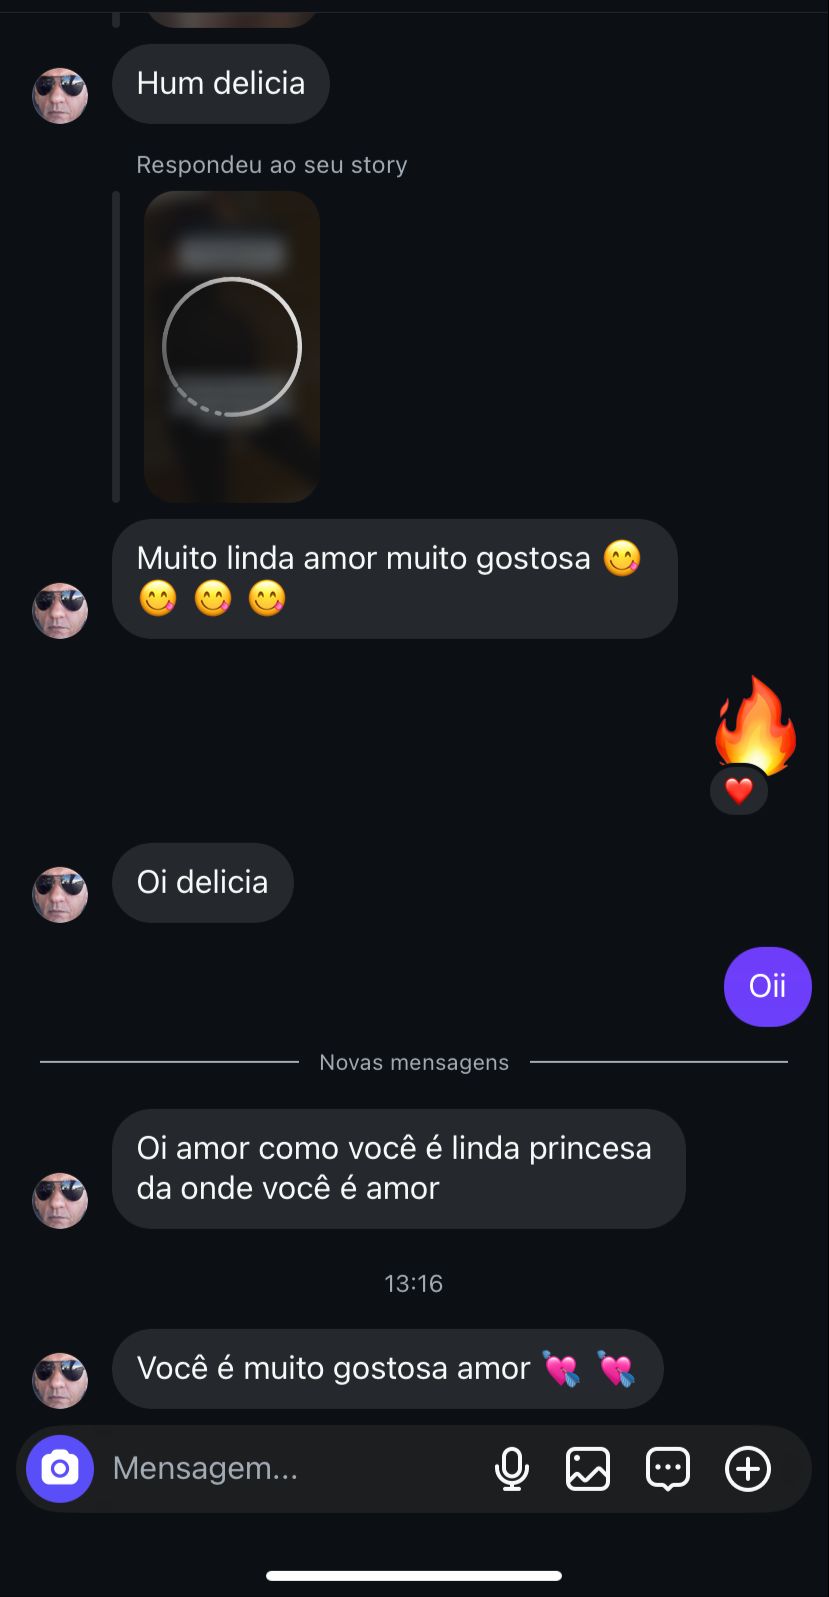 Hum delicia
Respondeu ao seu story
Muito linda amor muito gostosa 😋
😋 😋 😋
🔥
❤️
Oi delicia
Oii
Novas mensagens
Oi amor como você é linda princesa
da onde você é amor
13:16
Você é muito gostosa amor 💘 💘
Mensagem...